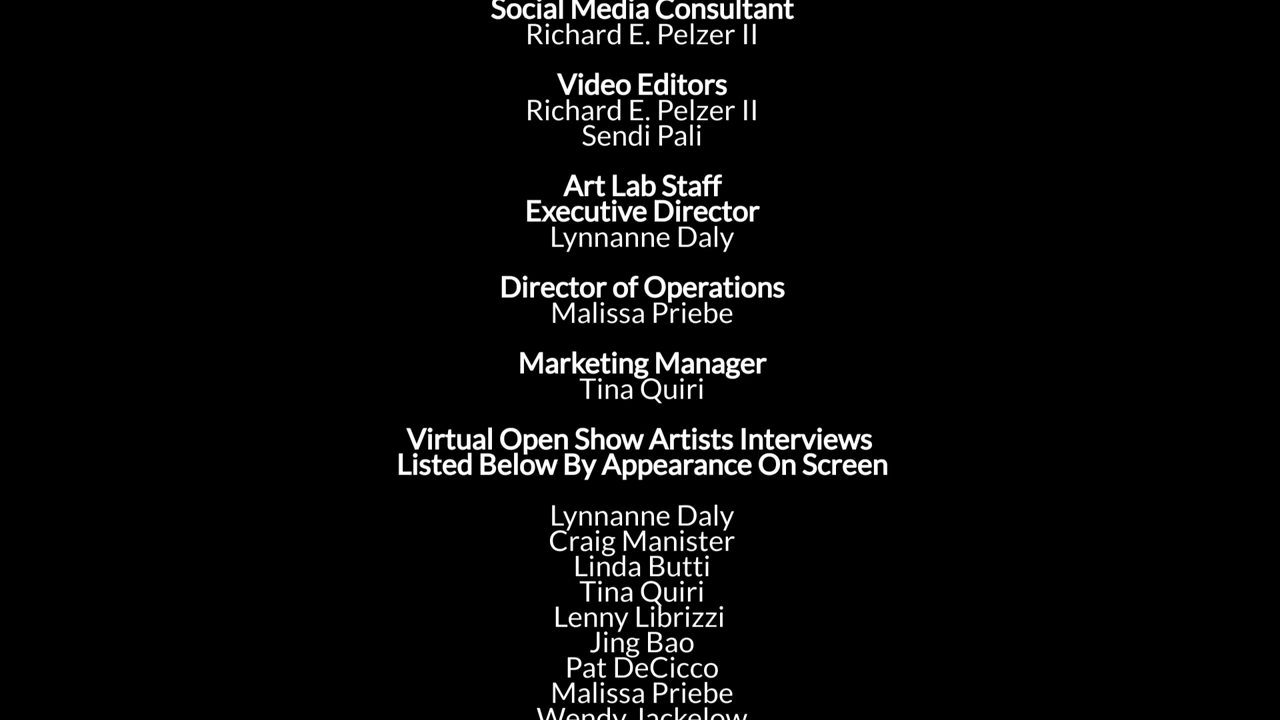 Social Media Consultant
Richard E. Pelzer II
Video Editors
Richard E. Pelzer II
Sendi Pali
Art Lab Staff
Executive Director
Lynnanne Daly
Director of Operations
Malissa Priebe
Marketing Manager
Tina Quiri
Virtual Open Show Artists Interviews
Listed Below By Appearance On Screen
Lynnanne Daly
Craig Manister
Linda Butti
Tina Quiri
Lenny Librizzi
Jing Bao
Pat DeCicco
Malissa Priebe
Wendy Jackelow